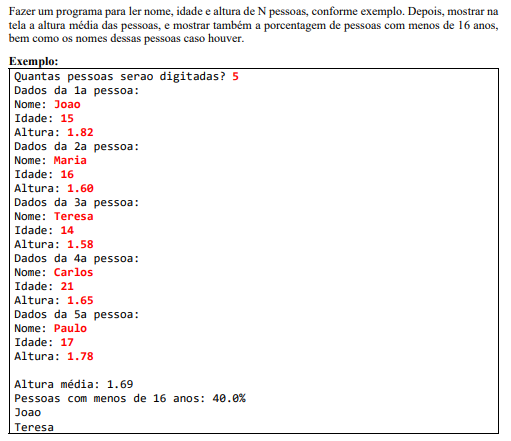 Fazer um programa para ler nome, idade e altura de N pessoas, conforme exemplo. Depois, mostrar na
tela a altura média das pessoas, e mostrar também a porcentagem de pessoas com menos de 16 anos,
bem como os nomes dessas pessoas caso houver.
Exemplo:
Quantas pessoas serao digitadas? 5
Dados da 1a pessoa:
Nome: Joao
Idade: 15
Altura: 1.82
Dados da 2a pessoa:
Nome: Maria
Idade: 16
Altura: 1.60
Dados da 3a pessoa:
Nome: Teresa
Idade: 14
Altura: 1.58
Dados da 4a pessoa:
Nome: Carlos
Idade: 21
Altura: 1.65
Dados da 5a pessoa:
Nome: Paulo
Idade: 17
Altura: 1.78
Altura média: 1.69
Pessoas com menos de 16 anos: 40.0%
Joao
Teresa